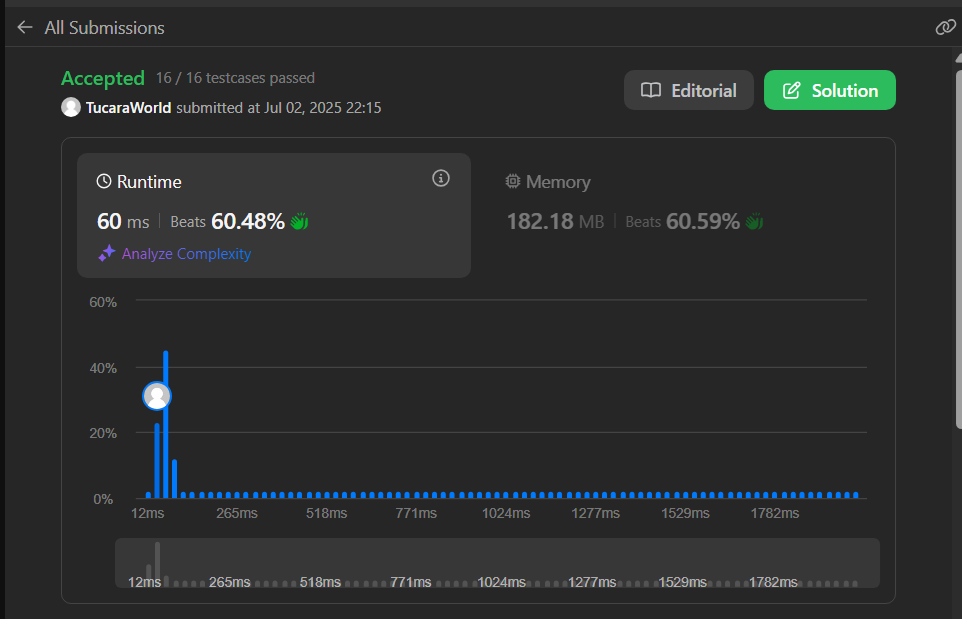 All Submissions
Accepted 16 / 16 testcases passed
TucaraWorld submitted at Jul 02, 2025 22:15
Editorial
Solution
Runtime
60 ms | Beats 60.48%
Analyze Complexity
Memory
182.18 MB | Beats 60.59%
60%
40%
20%
0%
12ms 265ms 518ms 771ms 1024ms 1277ms 1529ms 1782ms
12ms 265ms 518ms 771ms 1024ms 1277ms 1529ms 1782ms